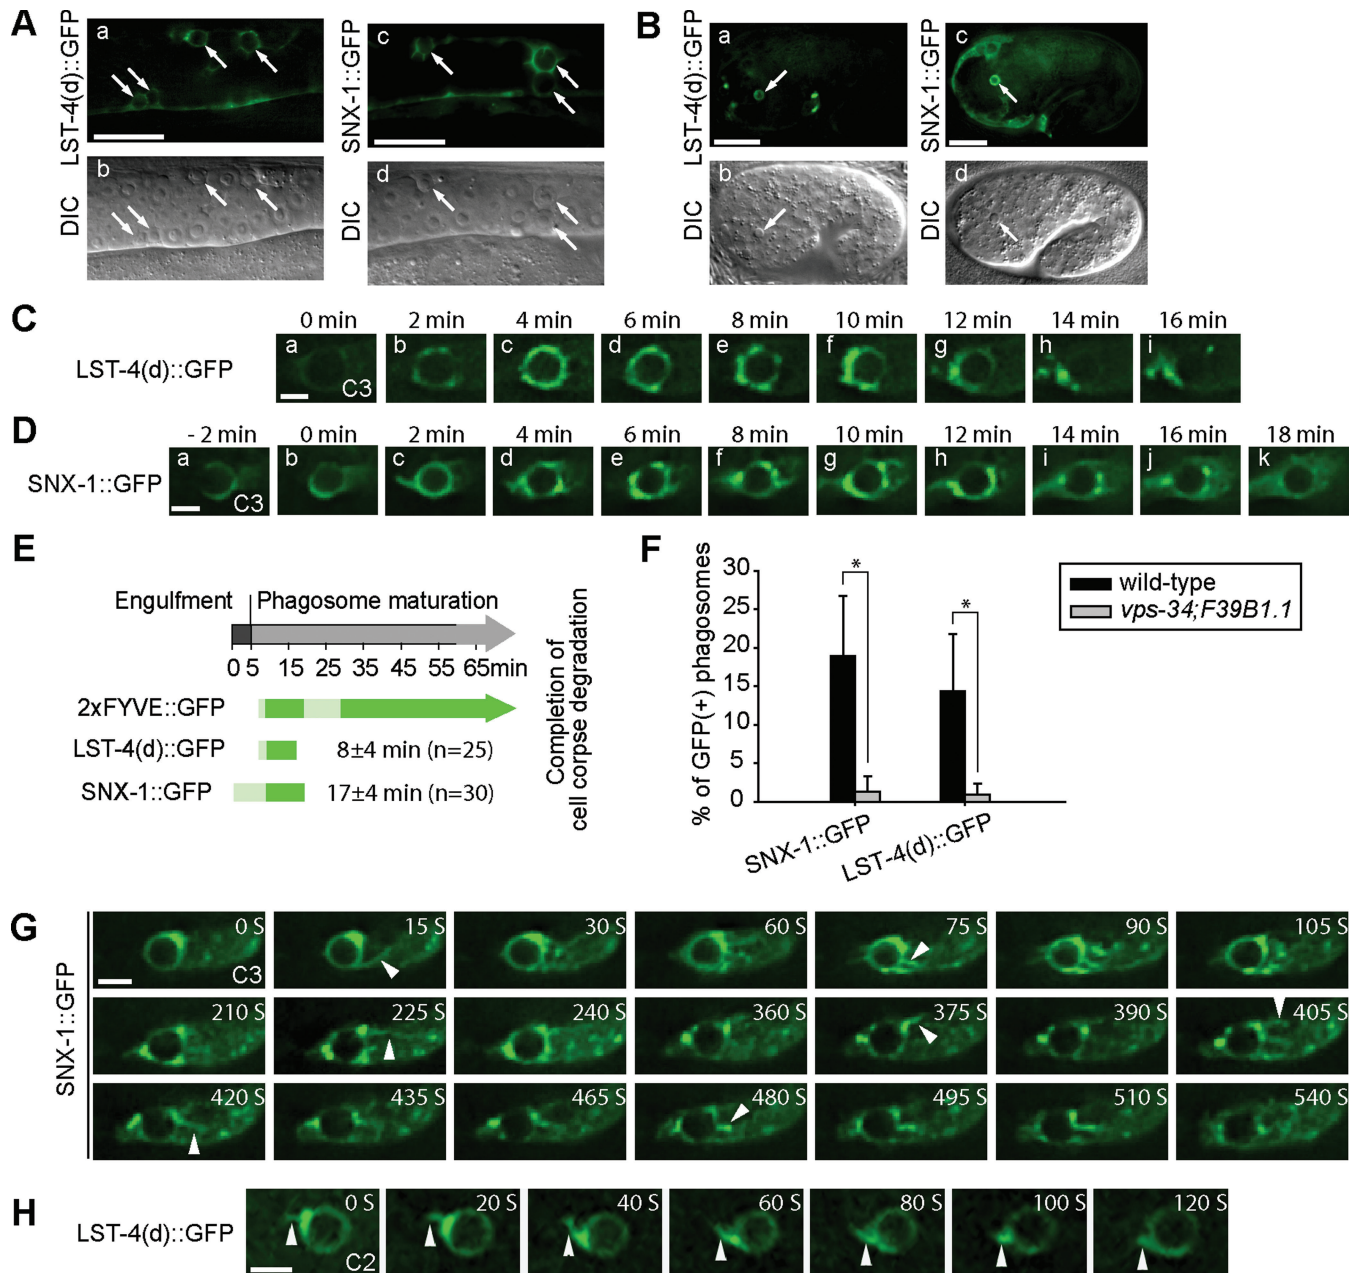 A
LST-4(d)::GFP
a
DIC
b
SNX-1::GFP
c
DIC
d
B
LST-4(d)::GFP
a
DIC
b
SNX-1::GFP
c
DIC
d
C
0 min 2 min 4 min 6 min 8 min 10 min 12 min 14 min 16 min
LST-4(d)::GFP
a b c d e f g h i
C3
D
- 2 min 0 min 2 min 4 min 6 min 8 min 10 min 12 min 14 min 16 min 18 min
SNX-1::GFP
a b c d e f g h i j k
C3
E
Engulfment Phagosome maturation
0 5 15 25 35 45 55 65min
2xFYVE::GFP
LST-4(d)::GFP 8±4 min (n=25)
SNX-1::GFP 17±4 min (n=30)
Completion of
cell corpse degradation
F
% of GFP(+) phagosomes
30
25
20
15
10
5
0
* *
SNX-1::GFP
LST-4(d)::GFP
wild-type
vps-34;F39B1.1
G
SNX-1::GFP
0 S 15 S 30 S 60 S 75 S 90 S 105 S
C3
210 S 225 S 240 S 360 S 375 S 390 S 405 S
420 S 435 S 465 S 480 S 495 S 510 S 540 S
H
LST-4(d)::GFP
0 S 20 S 40 S 60 S 80 S 100 S 120 S
C2